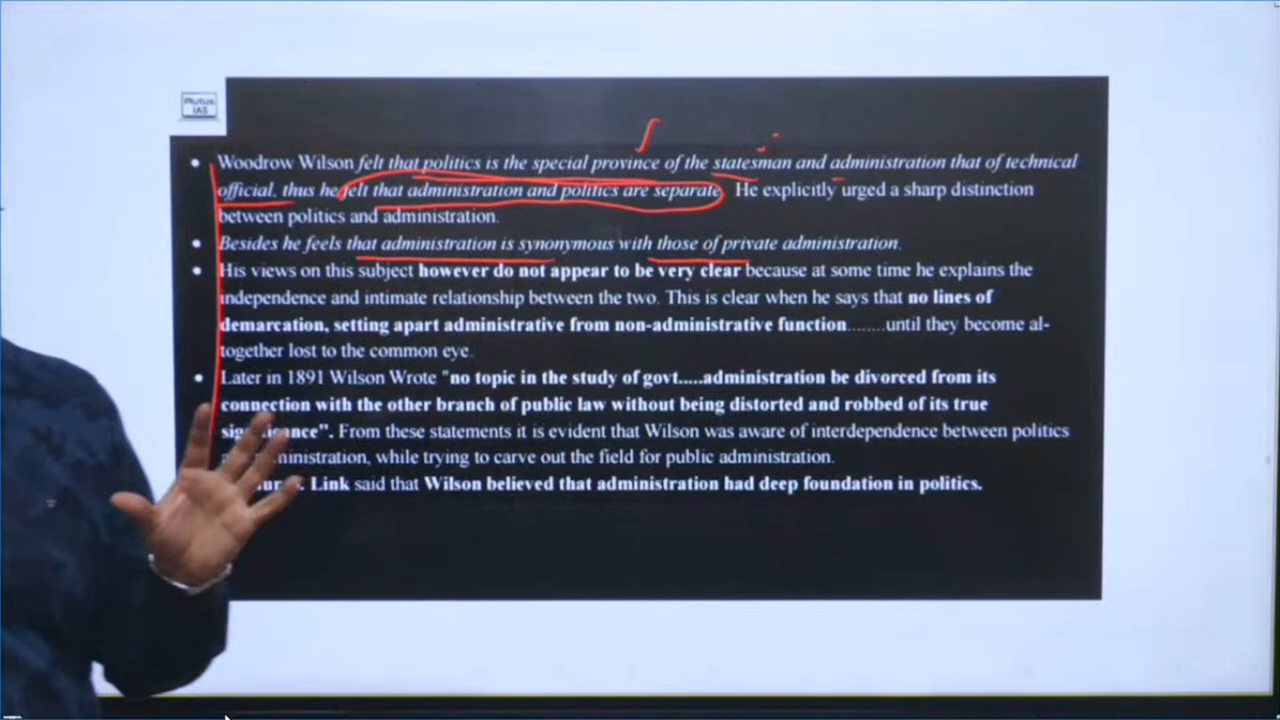 Plutus
IAS
• Woodrow Wilson felt that politics is the special province of the statesman and administration that of technical
official, thus he felt that administration and politics are separate. He explicitly urged a sharp distinction
between politics and administration.
• Besides he feels that administration is synonymous with those of private administration.
• His views on this subject however do not appear to be very clear because at some time he explains the
independence and intimate relationship between the two. This is clear when he says that no lines of
demarcation, setting apart administrative from non-administrative function........until they become al-
together lost to the common eye.
• Later in 1891 Wilson Wrote "no topic in the study of govt.....administration be divorced from its
connection with the other branch of public law without being distorted and robbed of its true
significance". From these statements it is evident that Wilson was aware of interdependence between politics
ministration, while trying to carve out the field for public administration.
Link said that Wilson believed that administration had deep foundation in politics.